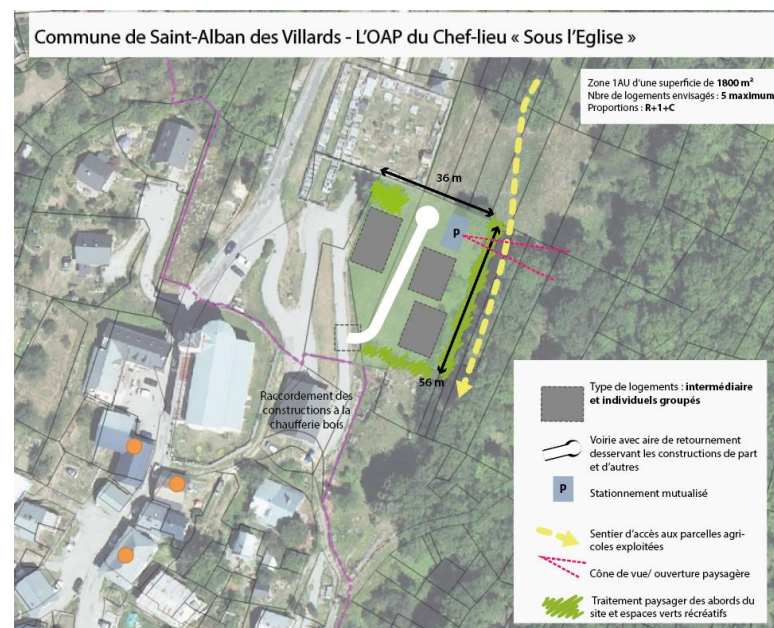 Commune de Saint-Alban des Villards - L'OAP du Chef-lieu « Sous l'Eglise »
Zone 1AU d'une superficie de 1800 m²
Nbre de logements envisagés : 5 maximum
Proportions : R+1+C
36 m
P
56 m
Raccordement des
constructions à la
chaufferie bois
Type de logements : intermédiaire
et individuels groupés
Voirie avec aire de retournement
desservant les constructions de part
et d'autres
P
Stationnement mutualisé
Sentier d'accès aux parcelles agri-
coles exploitées
Cône de vue/ ouverture paysagère
Traitement paysager des abords du
site et espaces verts récréatifs